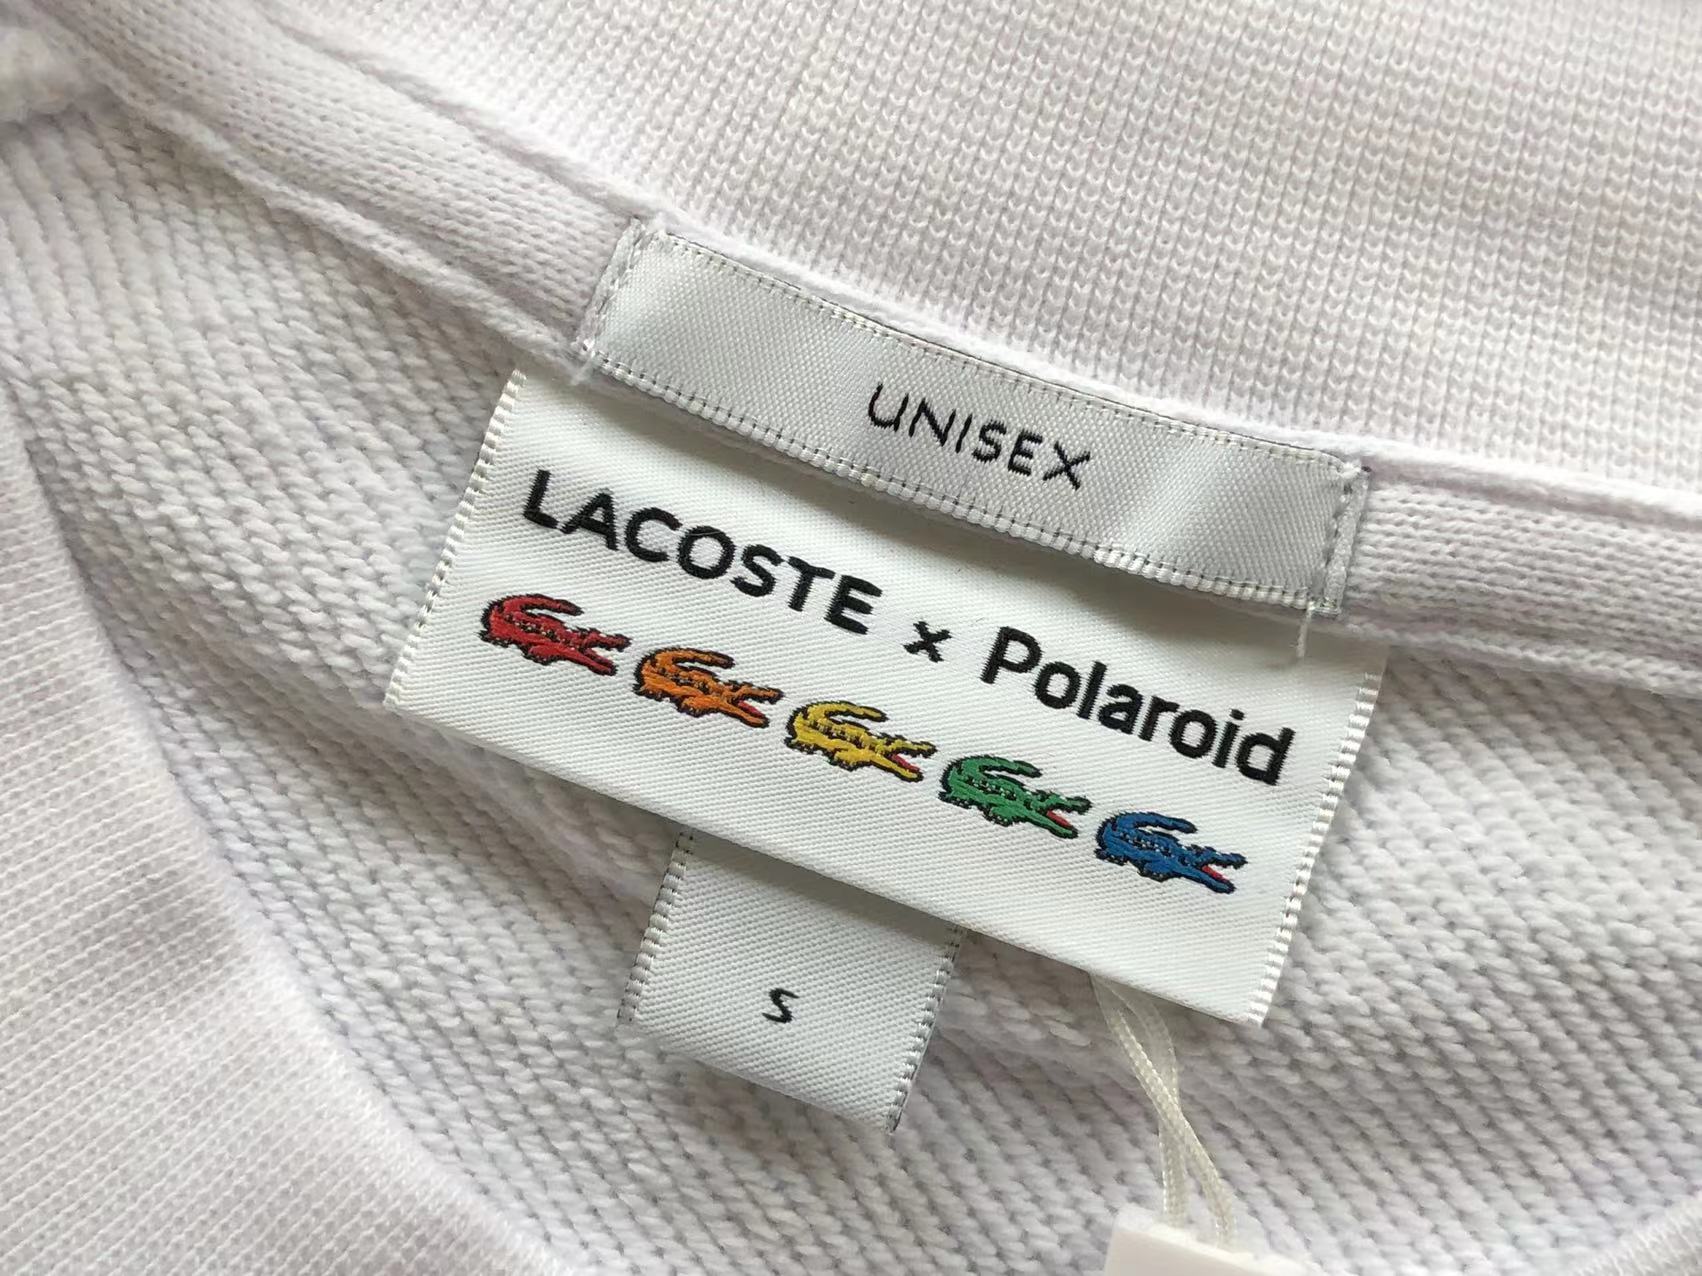 UNISEX
LACOSTE x Polaroid
S